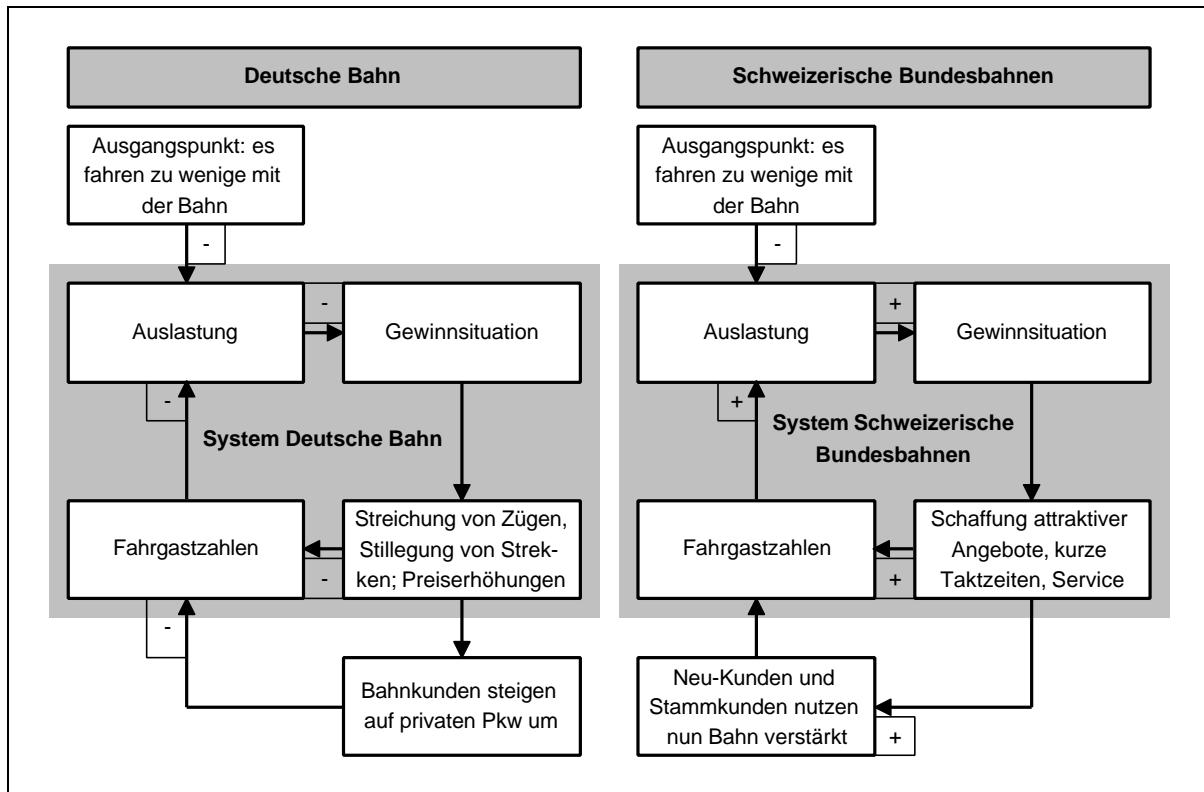 Deutsche Bahn
Ausgangspunkt: es
fahren zu wenige mit
der Bahn
-
Auslastung
-
Gewinnsituation
-
System Deutsche Bahn
Fahrgastzahlen
-
Streichung von Zügen,
Stillegung von Strek-
ken; Preiserhöhungen
-
Bahnkunden steigen
auf privaten Pkw um
Schweizerische Bundesbahnen
Ausgangspunkt: es
fahren zu wenige mit
der Bahn
-
Auslastung
+
Gewinnsituation
+
System Schweizerische
Bundesbahnen
Fahrgastzahlen
+
Schaffung attraktiver
Angebote, kurze
Taktzeiten, Service
Neu-Kunden und
Stammkunden nutzen
nun Bahn verstärkt
+